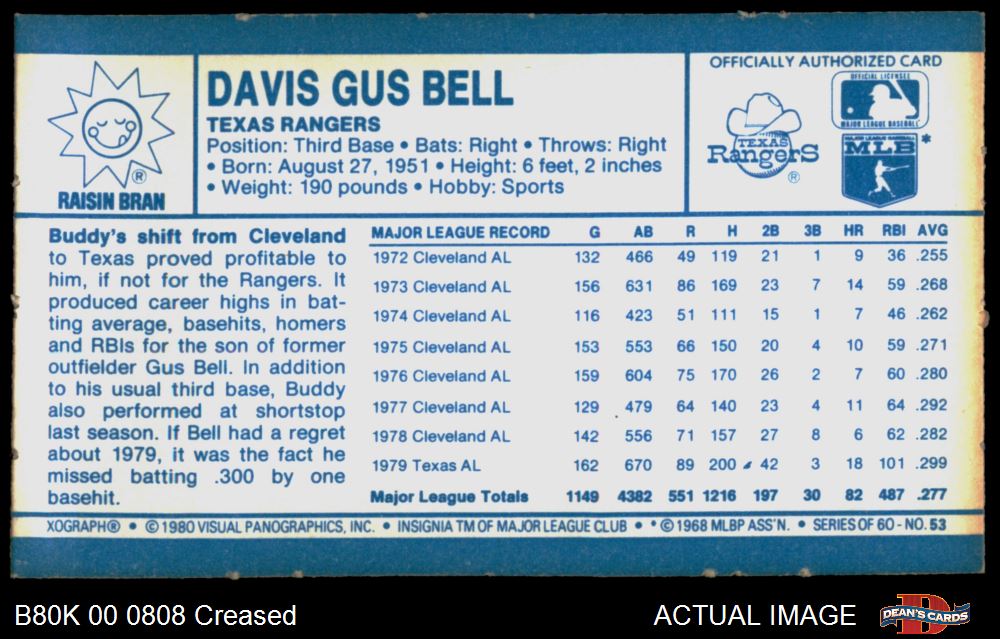 RAISIN BRAN
®
DAVIS GUS BELL
TEXAS RANGERS
Position: Third Base • Bats: Right • Throws: Right
• Born: August 27, 1951 • Height: 6 feet, 2 inches
• Weight: 190 pounds • Hobby: Sports
OFFICIALLY AUTHORIZED CARD
TEXAS
RangerS
®
OFFICIAL LICENSEE
MAJOR LEAGUE BASEBALL
MAJOR LEAGUE BASEBALL
MLB *
Buddy's shift from Cleveland
to Texas proved profitable to
him, if not for the Rangers. It
produced career highs in bat-
ting average, basehits, homers
and RBIs for the son of former
outfielder Gus Bell. In addition
to his usual third base, Buddy
also performed at shortstop
last season. If Bell had a regret
about 1979, it was the fact he
missed batting .300 by one
basehit.
MAJOR LEAGUE RECORD G AB R H 2B 3B HR RBI AVG
1972 Cleveland AL 132 466 49 119 21 1 9 36 .255
1973 Cleveland AL 156 631 86 169 23 7 14 59 .268
1974 Cleveland AL 116 423 51 111 15 1 7 46 .262
1975 Cleveland AL 153 553 66 150 20 4 10 59 .271
1976 Cleveland AL 159 604 75 170 26 2 7 60 .280
1977 Cleveland AL 129 479 64 140 23 4 11 64 .292
1978 Cleveland AL 142 556 71 157 27 8 6 62 .282
1979 Texas AL 162 670 89 200 42 3 18 101 .299
Major League Totals 1149 4382 551 1216 197 30 82 487 .277
XOGRAPH® • © 1980 VISUAL PANOGRAPHICS, INC. • INSIGNIA TM OF MAJOR LEAGUE CLUB • * © 1968 MLBP ASS'N. • SERIES OF 60 - NO. 53
B80K 00 0808 Creased
ACTUAL IMAGE
DEAN'S CARDS